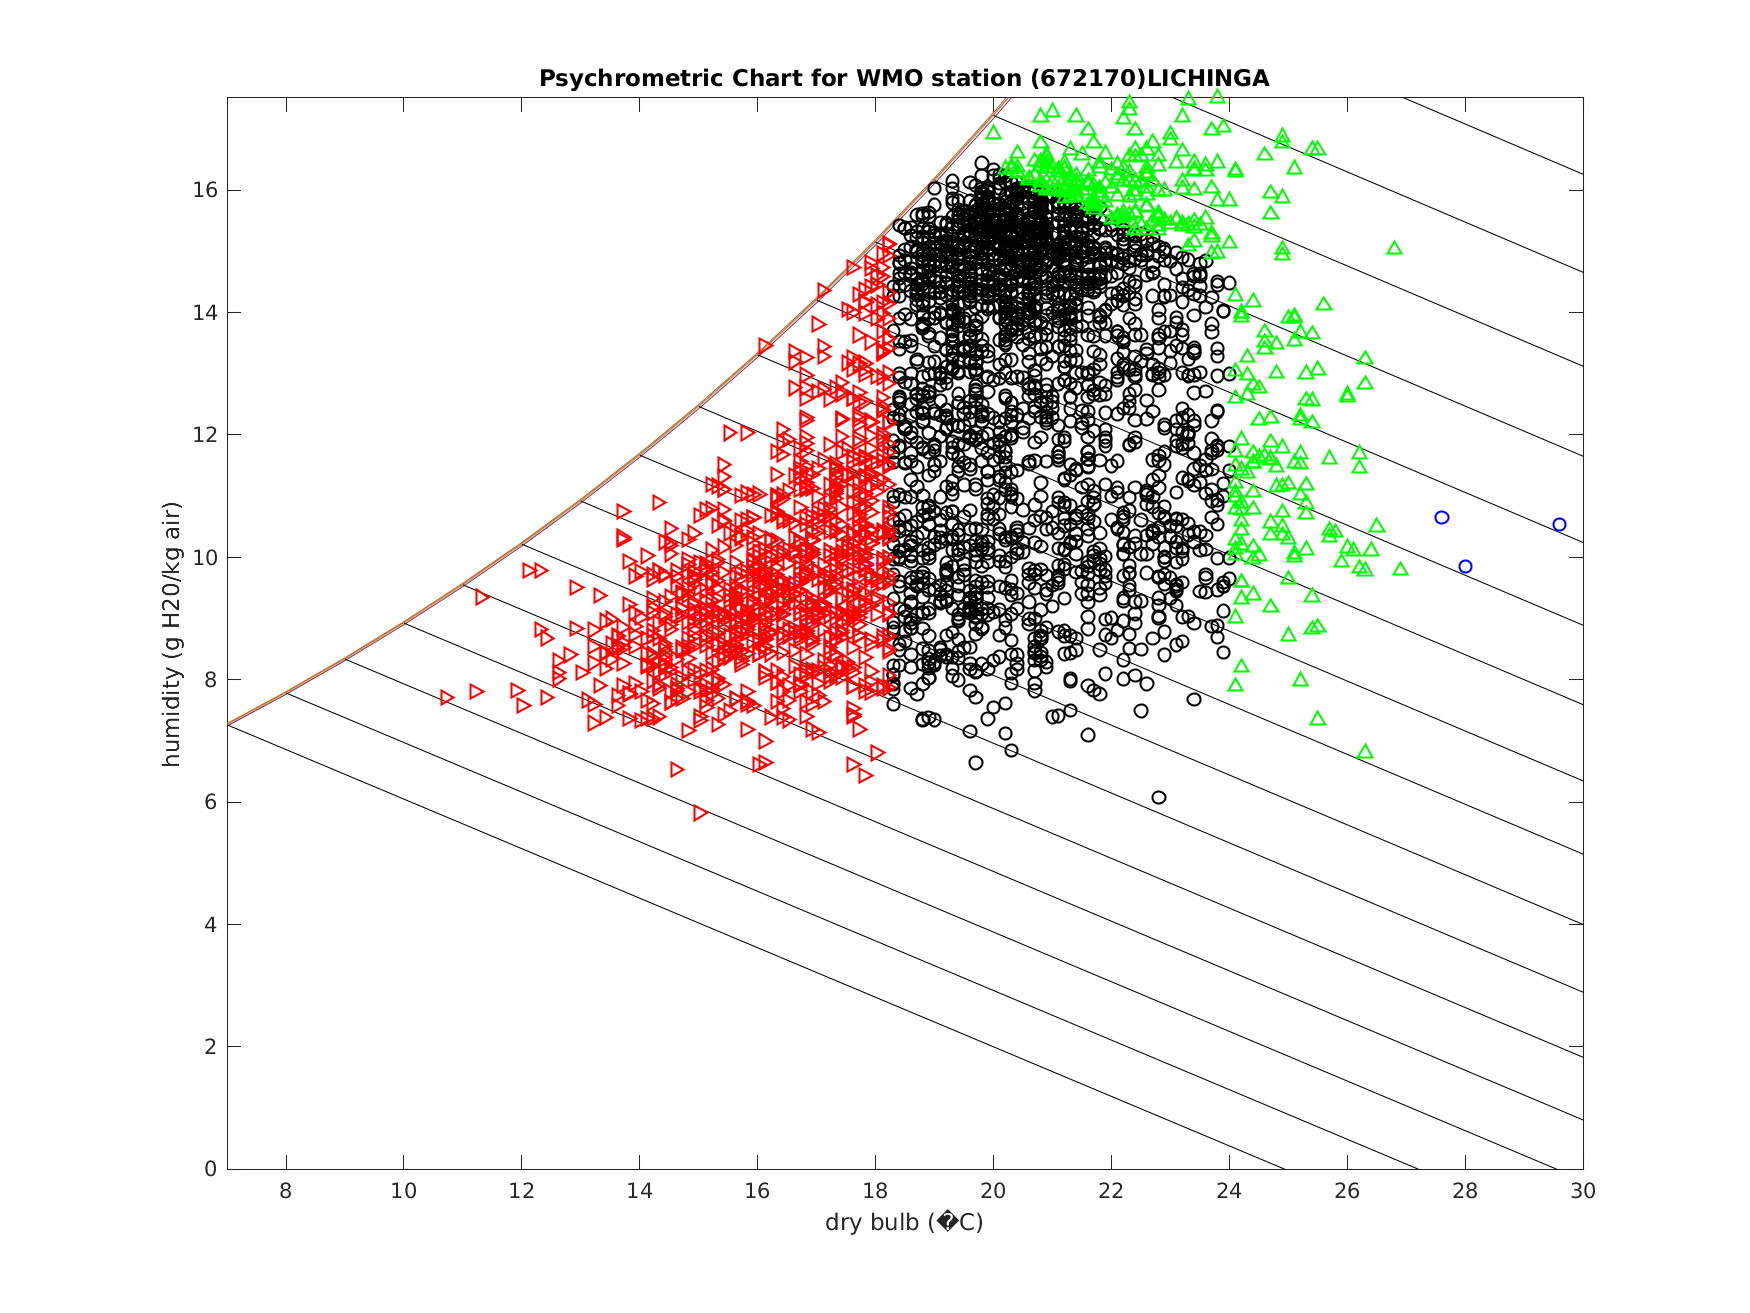 Psychrometric Chart for WMO station (672170)LICHINGA
humidity (g H20/kg air)
16
14
12
10
8
6
4
2
0
8 10 12 14 16 18 20 22 24 26 28 30
dry bulb (�C)